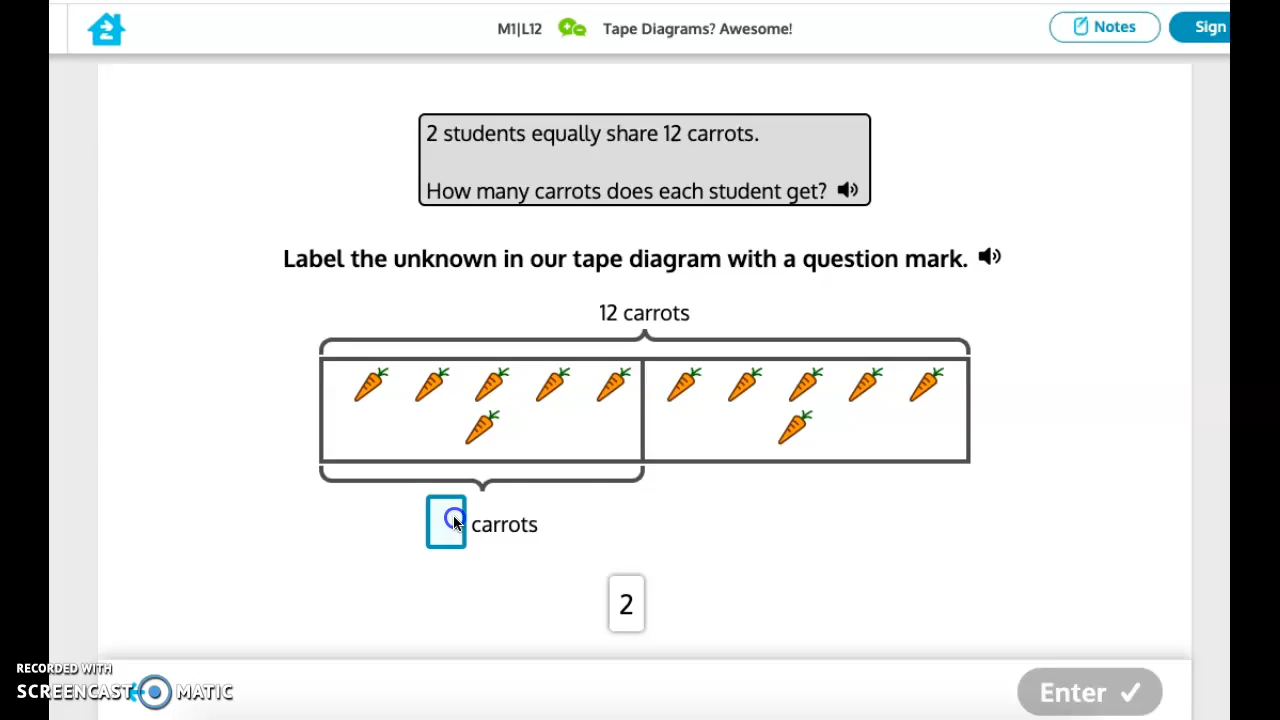 2
M1|L12
Tape Diagrams? Awesome!
Notes
Sign
2 students equally share 12 carrots.
How many carrots does each student get?
Label the unknown in our tape diagram with a question mark.
12 carrots
carrots
2
RECORDED WITH
SCREENCAST MATIC
Enter